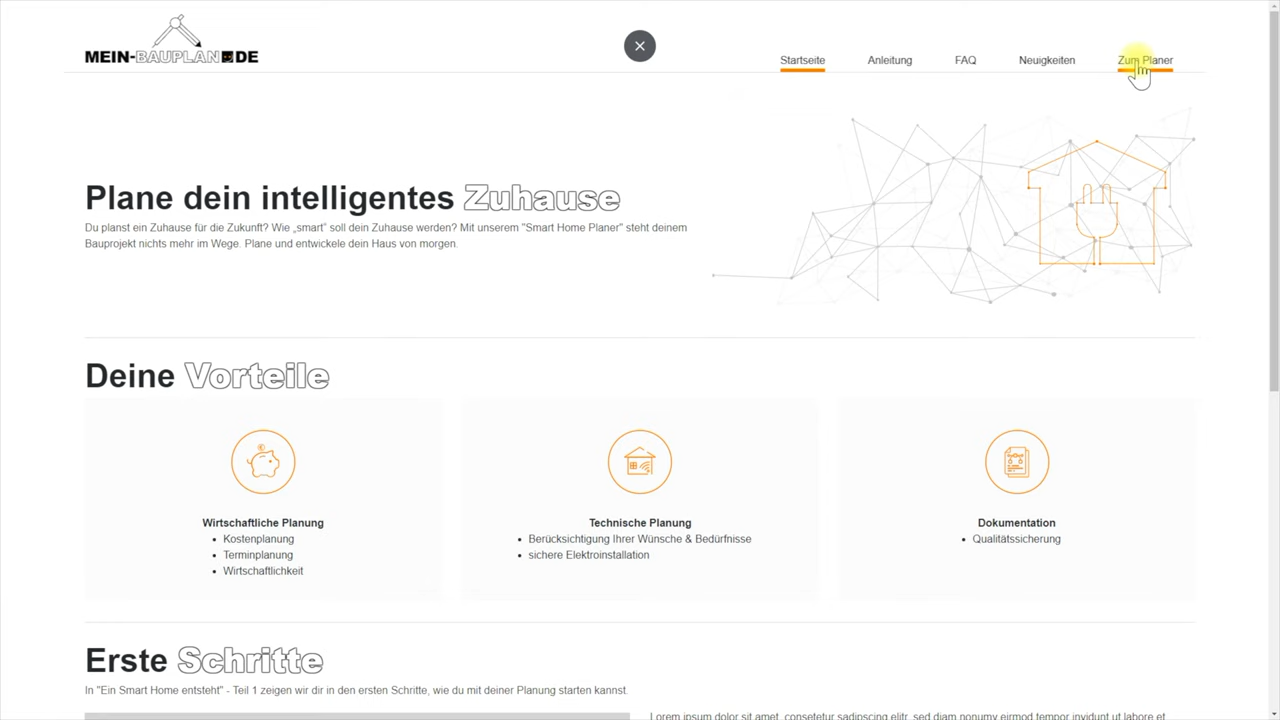 MEIN-BAUPLAN.DE
Startseite
Anleitung
FAQ
Neuigkeiten
Zum Planer
Plane dein intelligentes Zuhause
Du planst ein Zuhause für die Zukunft? Wie „smart" soll dein Zuhause werden? Mit unserem "Smart Home Planer" steht deinem
Bauprojekt nichts mehr im Wege. Plane und entwickele dein Haus von morgen.
Deine Vorteile
Wirtschaftliche Planung
Kostenplanung
Terminplanung
Wirtschaftlichkeit
Technische Planung
Berücksichtigung Ihrer Wünsche & Bedürfnisse
sichere Elektroinstallation
Dokumentation
Qualitätssicherung
Erste Schritte
In "Ein Smart Home entsteht" - Teil 1 zeigen wir dir in den ersten Schritte, wie du mit deiner Planung starten kannst.
Lorem ipsum dolor sit amet, consetetur sadipscing elitr, sed diam nonumy eirmod tempor invidunt ut labore et